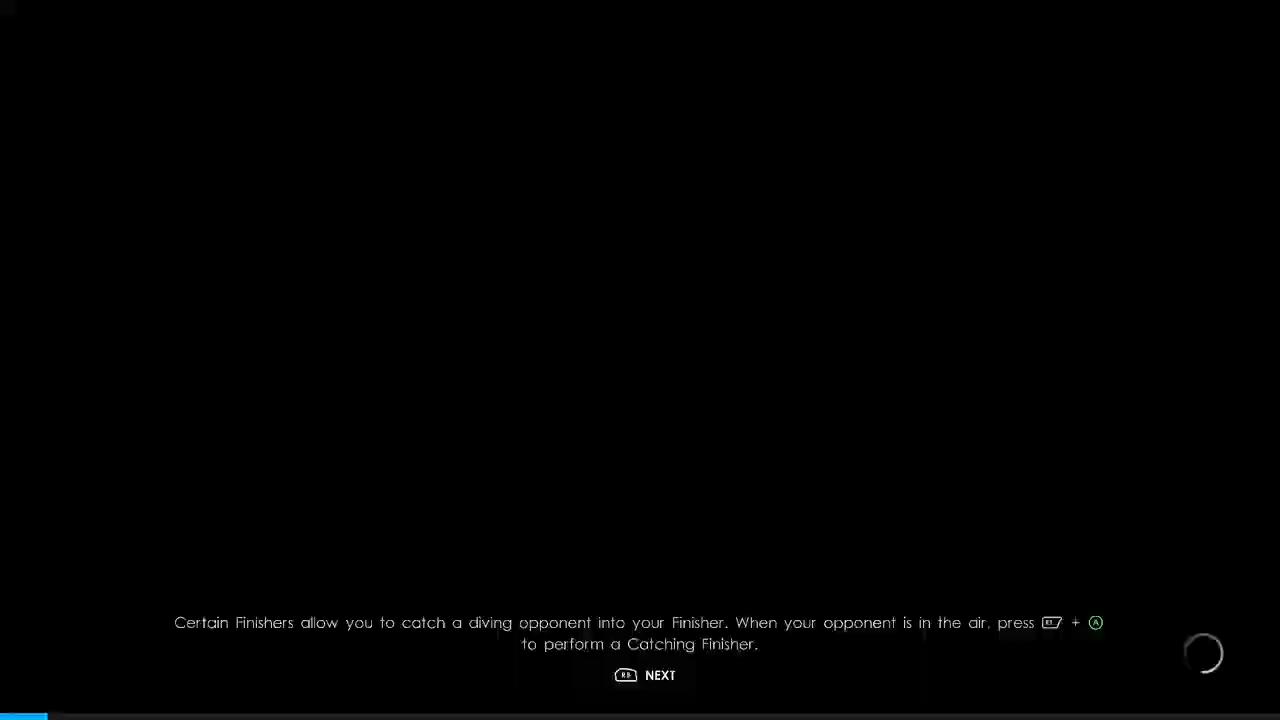 Certain Finishers allow you to catch a diving opponent into your Finisher. When your opponent is in the air, press + A
to perform a Catching Finisher.
RB NEXT